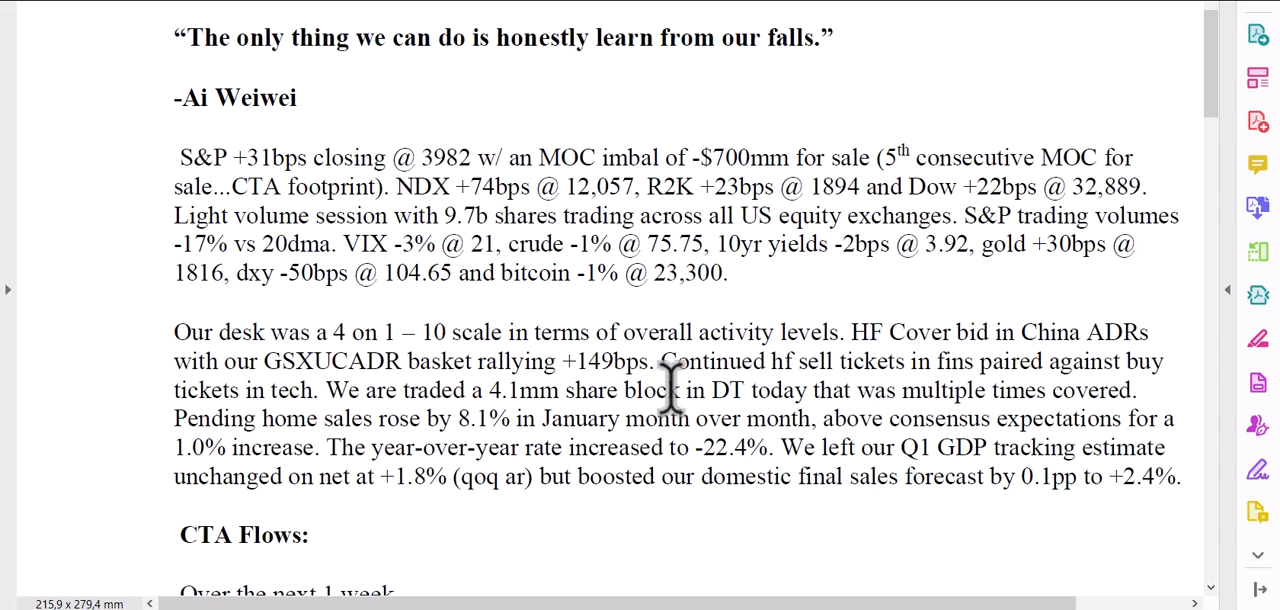 “The only thing we can do is honestly learn from our falls.”
-Ai Weiwei
S&P +31bps closing @ 3982 w/ an MOC imbal of -$700mm for sale (5th consecutive MOC for
sale...CTA footprint). NDX +74bps @ 12,057, R2K +23bps @ 1894 and Dow +22bps @ 32,889.
Light volume session with 9.7b shares trading across all US equity exchanges. S&P trading volumes
-17% vs 20dma. VIX -3% @ 21, crude -1% @ 75.75, 10yr yields -2bps @ 3.92, gold +30bps @
1816, dxy -50bps @ 104.65 and bitcoin -1% @ 23,300.
Our desk was a 4 on 1 – 10 scale in terms of overall activity levels. HF Cover bid in China ADRs
with our GSXUCADR basket rallying +149bps. Continued hf sell tickets in fins paired against buy
tickets in tech. We are traded a 4.1mm share block in DT today that was multiple times covered.
Pending home sales rose by 8.1% in January month over month, above consensus expectations for a
1.0% increase. The year-over-year rate increased to -22.4%. We left our Q1 GDP tracking estimate
unchanged on net at +1.8% (qoq ar) but boosted our domestic final sales forecast by 0.1pp to +2.4%.
CTA Flows:
Over the next 1 week
215,9 x 279,4 mm